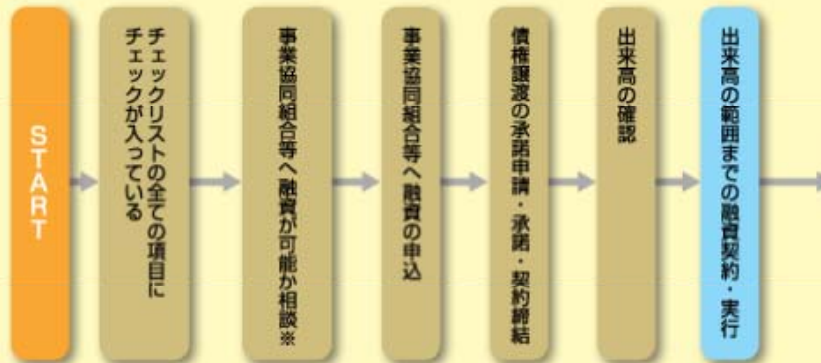 START
チェックリストの全ての項目に
チェックが入っている
事業協同組合等へ融資が可能か相談※
事業協同組合等へ融資の申込
債権譲渡の承諾申請・承諾・契約締結
出来高の確認
出来高の範囲までの融資契約・実行